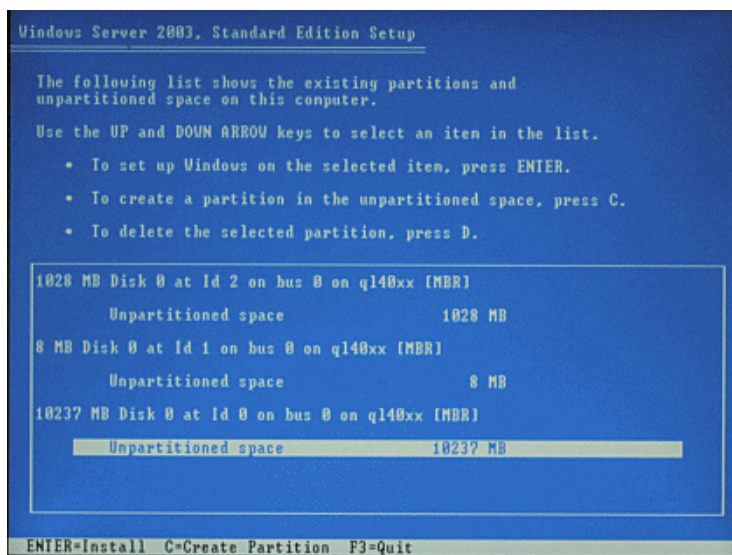 Windows Server 2003, Standard Edition Setup
The following list shows the existing partitions and
unpartitioned space on this computer.
Use the UP and DOWN ARROW keys to select an item in the list.
• To set up Windows on the selected item, press ENTER.
• To create a partition in the unpartitioned space, press C.
• To delete the selected partition, press D.
1028 MB Disk 0 at Id 2 on bus 0 on ql40xx [MBR]
Unpartitioned space 1028 MB
8 MB Disk 0 at Id 1 on bus 0 on ql40xx [MBR]
Unpartitioned space 8 MB
10237 MB Disk 0 at Id 0 on bus 0 on ql40xx [MBR]
Unpartitioned space 10237 MB
ENTER=Install C=Create Partition F3=Quit